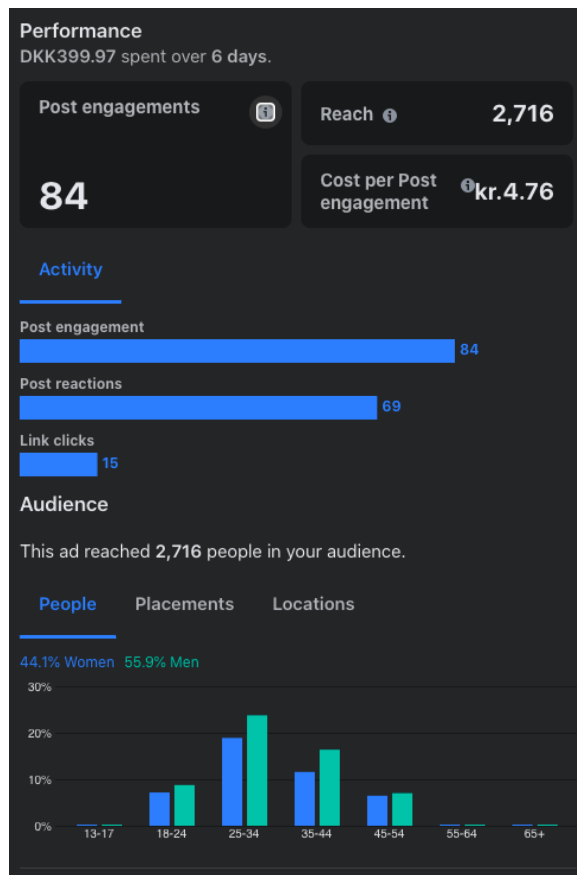 Performance
DKK399.97 spent over 6 days.
Post engagements
84
Reach
2,716
Cost per Post
engagement
kr.4.76
Activity
Post engagement
84
Post reactions
69
Link clicks
15
Audience
This ad reached 2,716 people in your audience.
People Placements Locations
44.1% Women 55.9% Men
30%
20%
10%
0%
13-17 18-24 25-34 35-44 45-54 55-64 65+